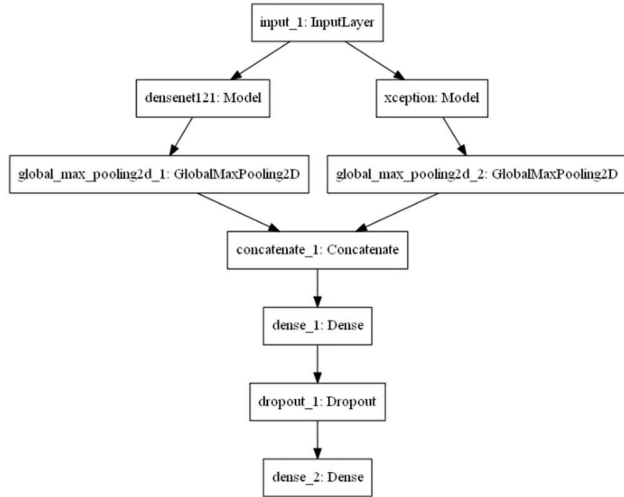 input_1: InputLayer
densenet121: Model
xception: Model
global_max_pooling2d_1: GlobalMaxPooling2D
global_max_pooling2d_2: GlobalMaxPooling2D
concatenate_1: Concatenate
dense_1: Dense
dropout_1: Dropout
dense_2: Dense